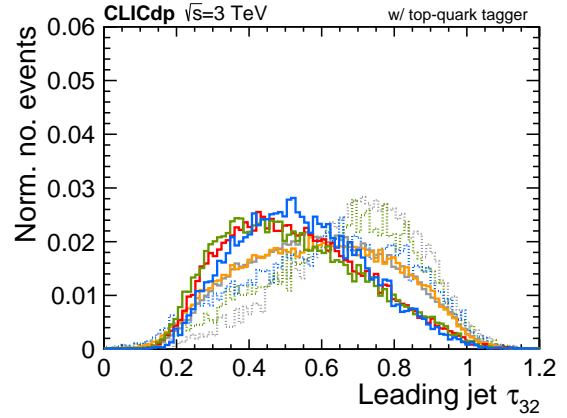 CLICdp √s=3 TeV w/ top-quark tagger
Norm. no. events
0.06
0.05
0.04
0.03
0.02
0.01
0
0 0.2 0.4 0.6 0.8 1 1.2
Leading jet τ32